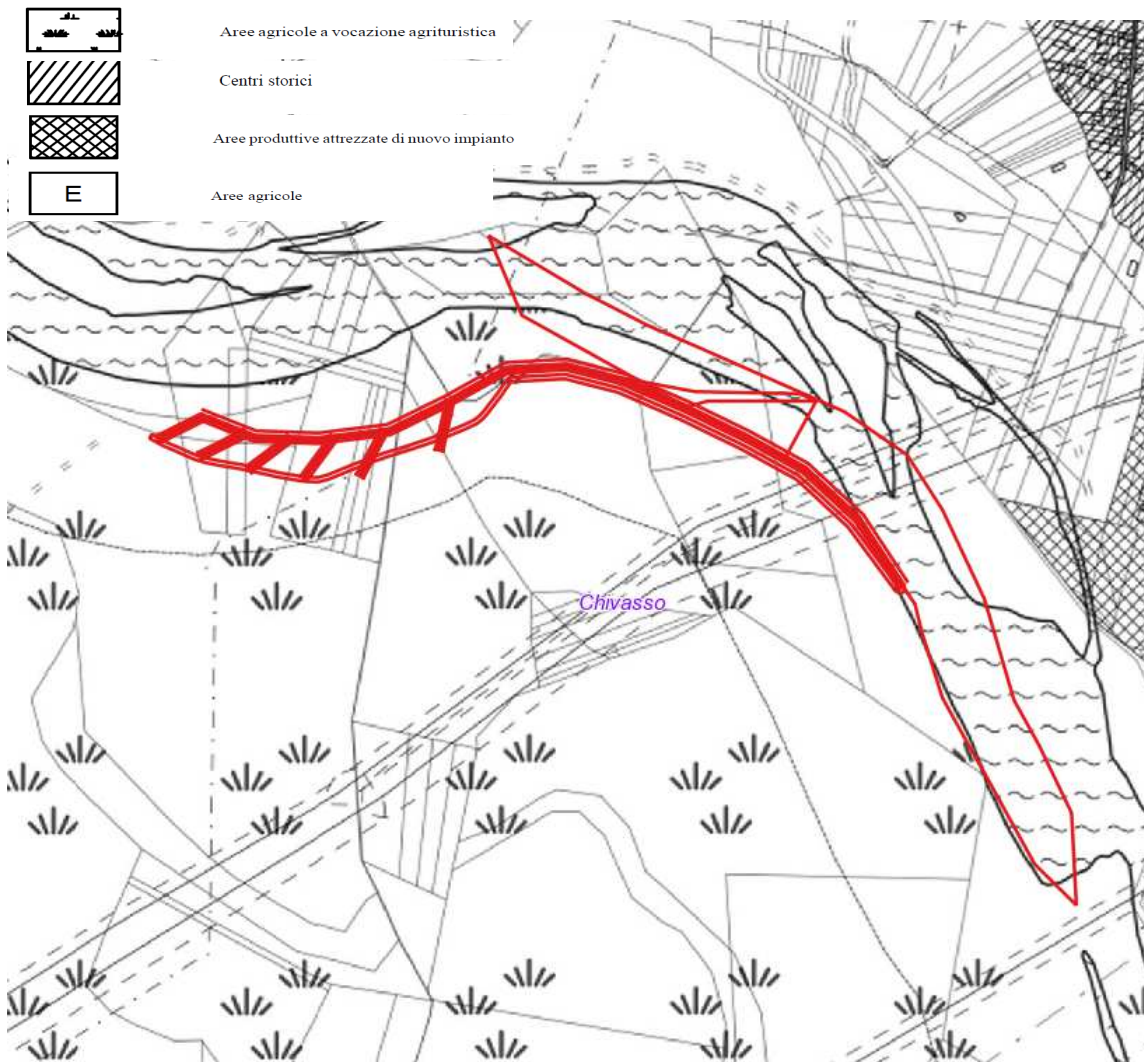 Aree agricole a vocazione agrituristica
Centri storici
Aree produttive attrezzate di nuovo impianto
E
Aree agricole
Chivasso